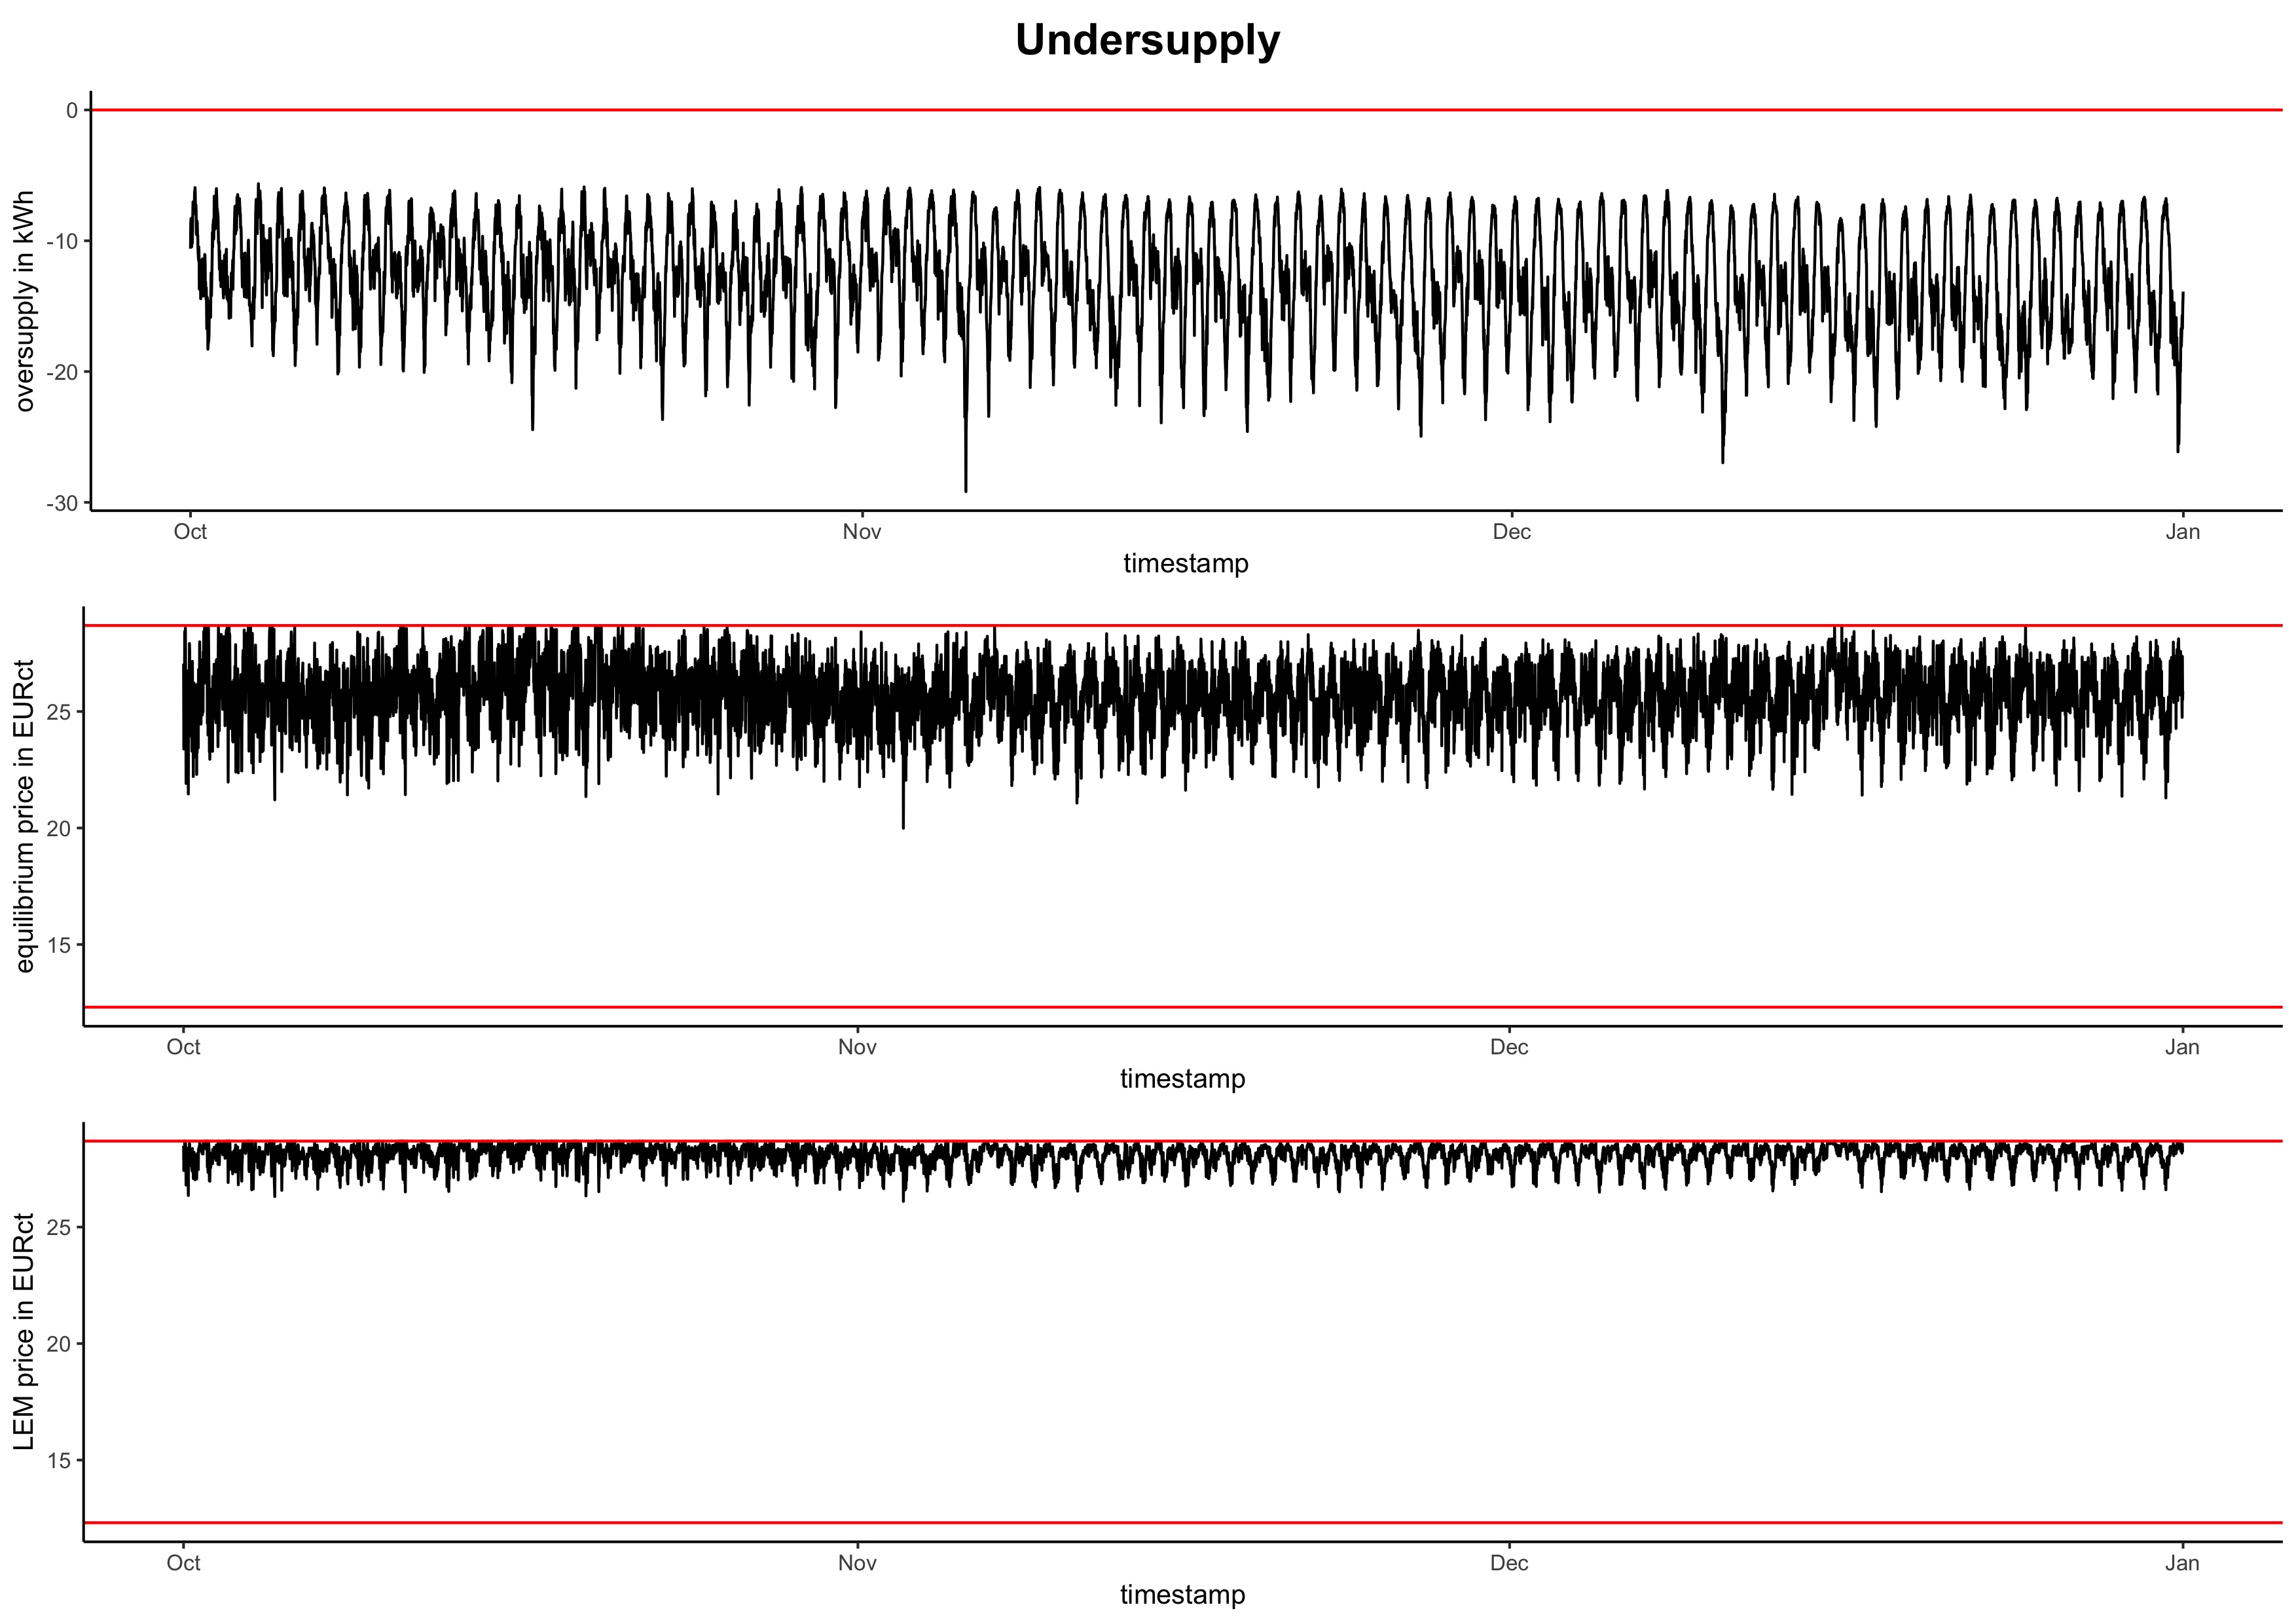 Undersupply
oversupply in kWh
0
-10
-20
-30
Oct Nov Dec Jan
timestamp
equilibrium price in EURct
25
20
15
Oct Nov Dec Jan
timestamp
LEM price in EURct
25
20
15
Oct Nov Dec Jan
timestamp